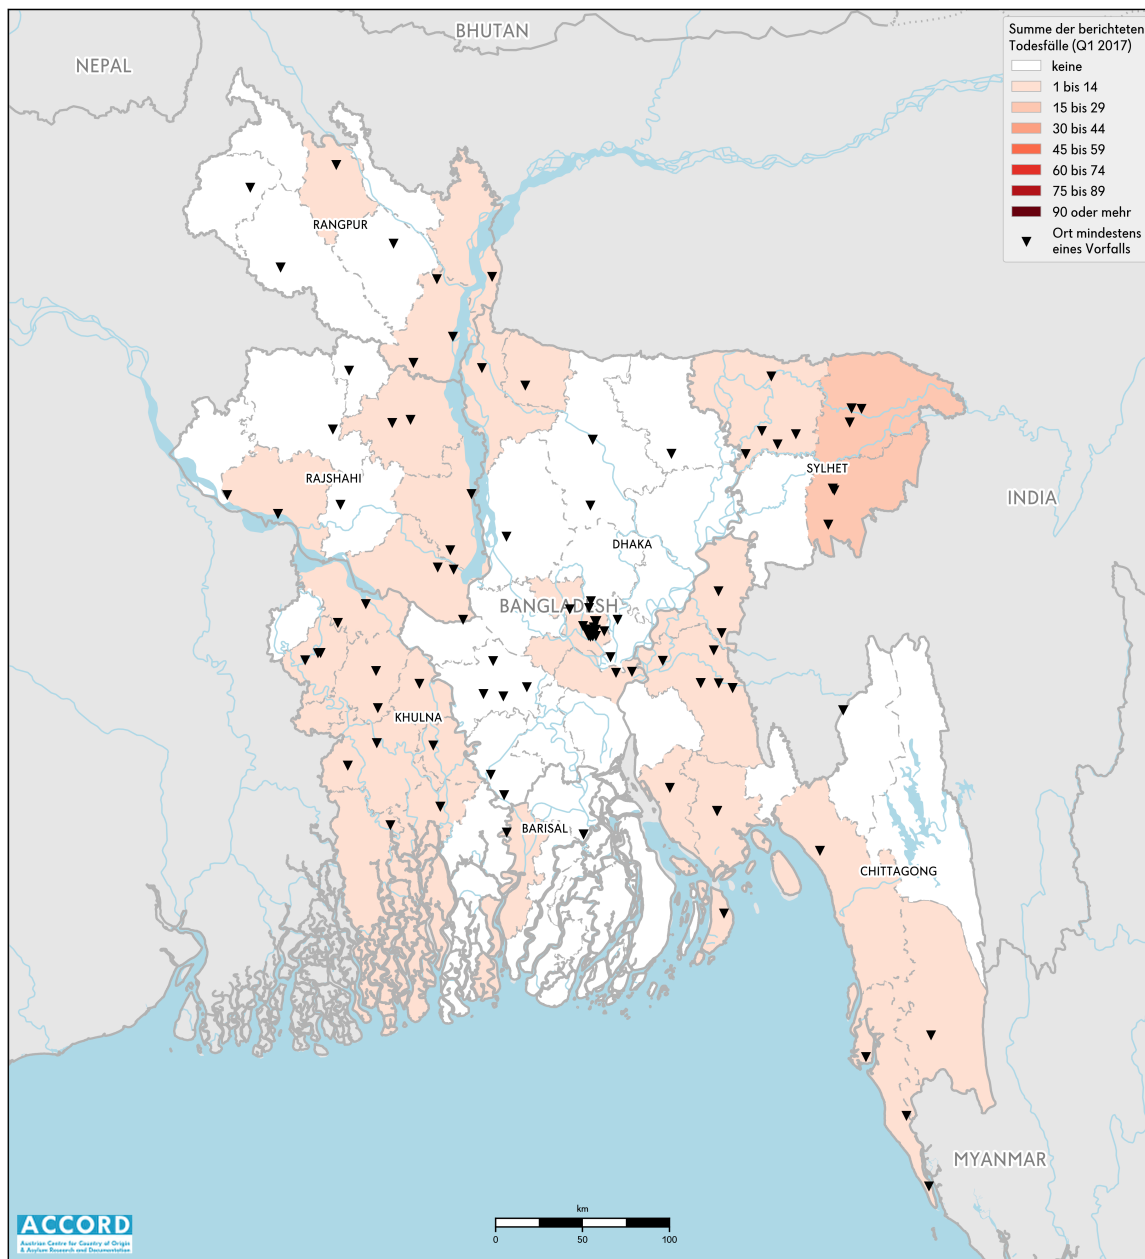 BHUTAN
NEPAL
Summe der berichteten
Todesfälle (Q1 2017)
keine
1 bis 14
15 bis 29
30 bis 44
45 bis 59
60 bis 74
75 bis 89
90 oder mehr
Ort mindestens
eines Vorfalls
RANGPUR
SYLHET
RAJSHAHI
INDIA
DHAKA
BANGLADESH
KHULNA
BARISAL
CHITTAGONG
MYANMAR
km
0 50 100
ACCORD
Austrian Centre for Country of Origin
& Asylum Research and Documentation